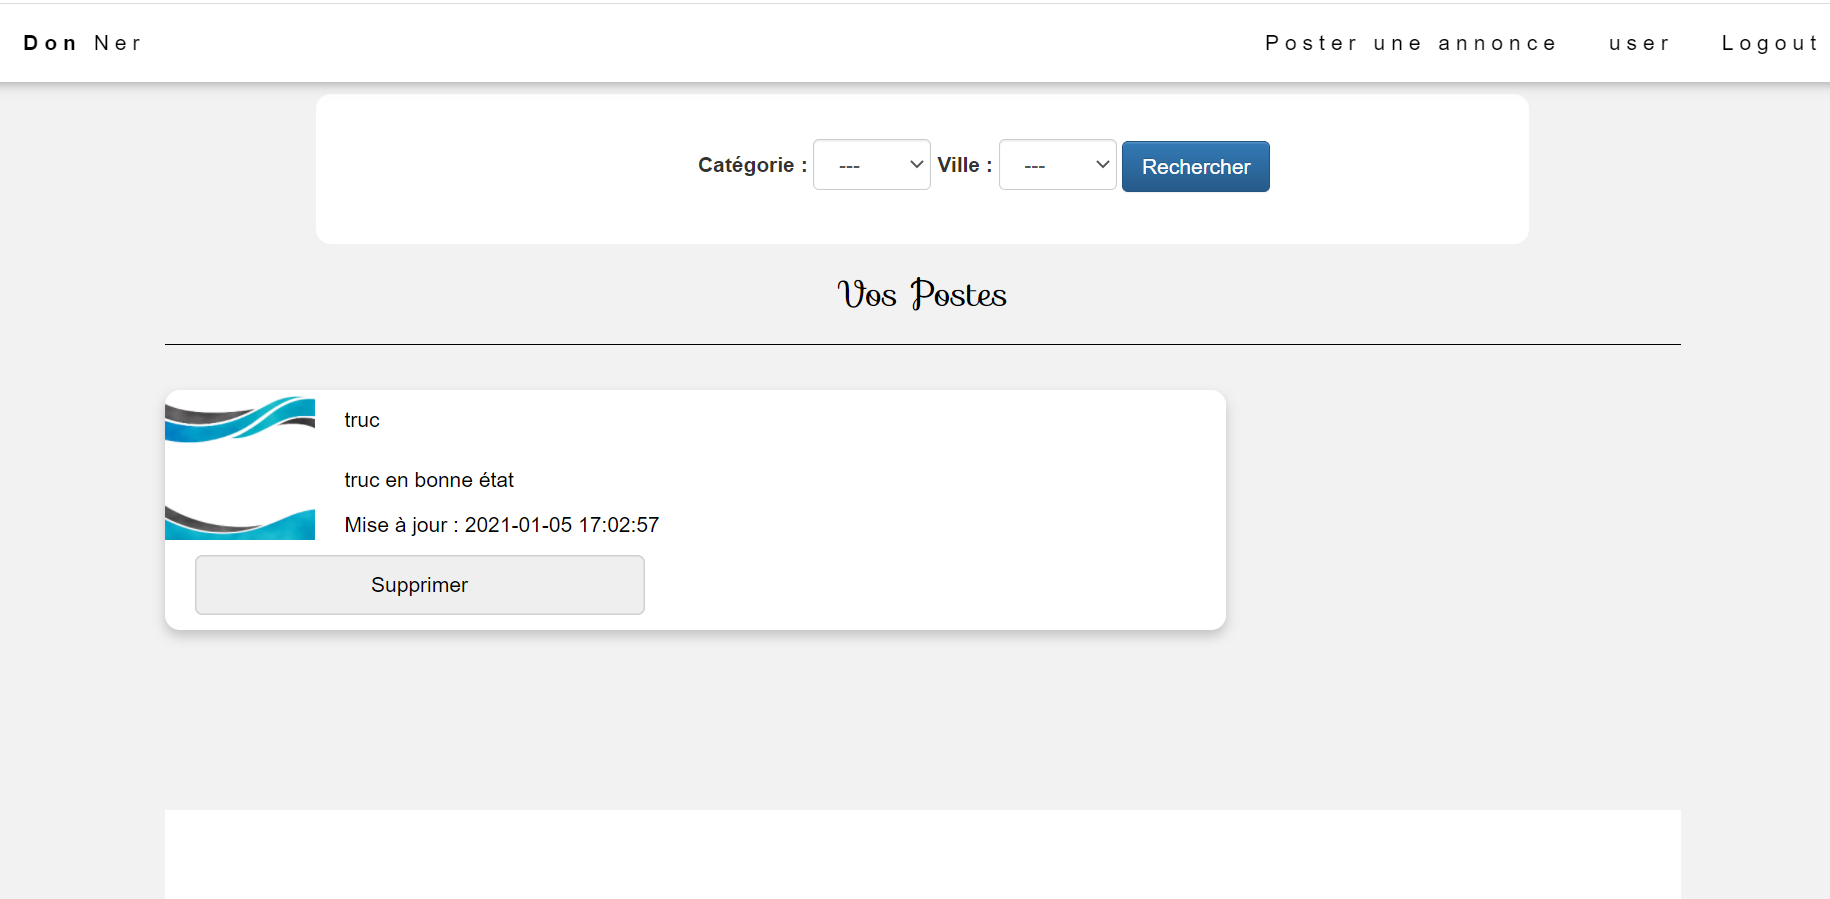 Don Ner Poster une annonce user Logout
Catégorie : --- Ville : --- Rechercher
Vos Postes
truc
truc en bonne état
Mise à jour : 2021-01-05 17:02:57
Supprimer